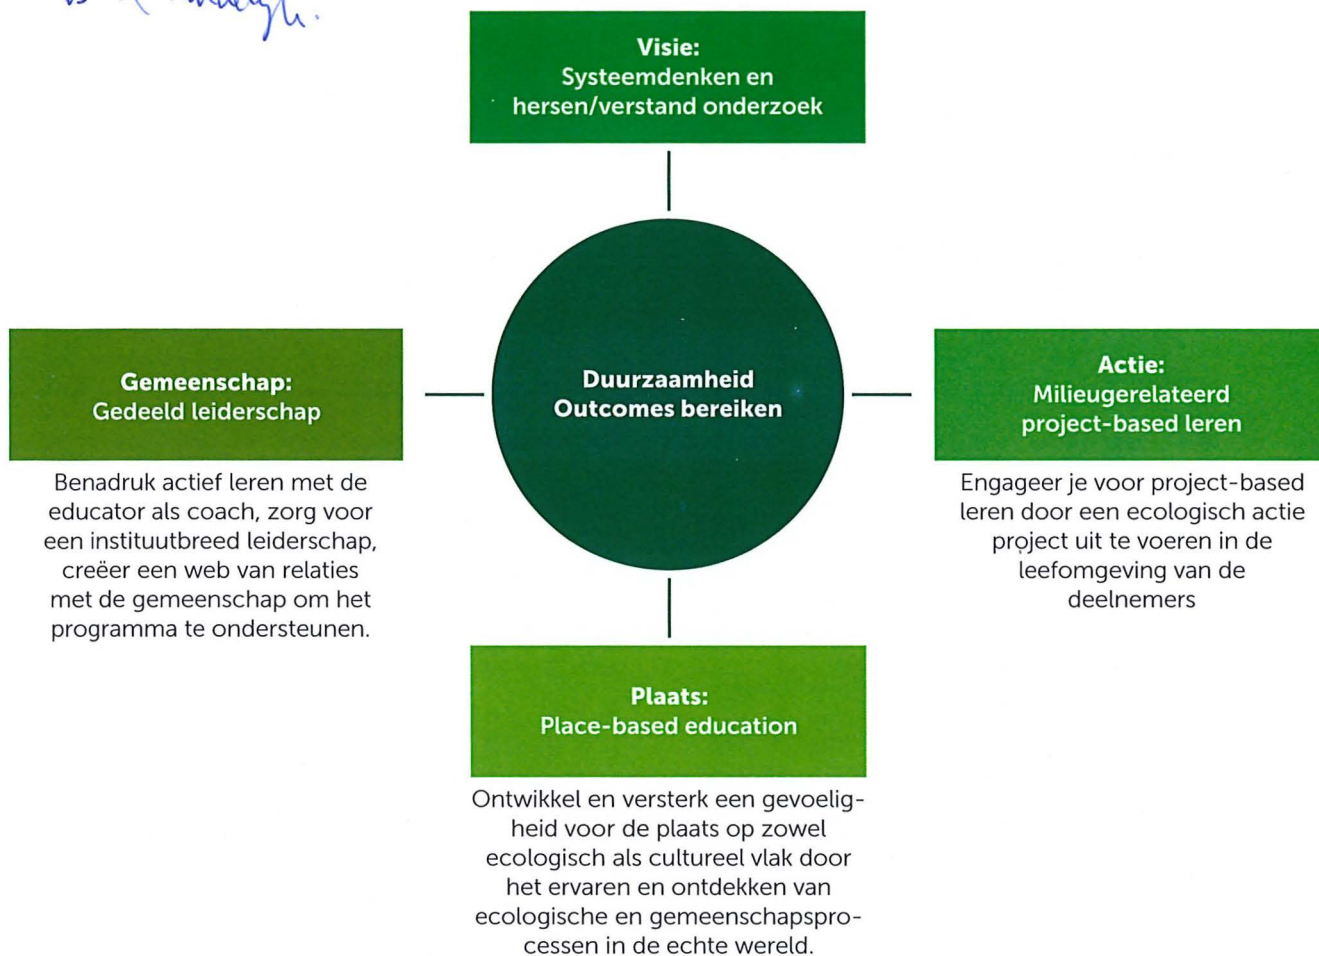 Visie:
Systeemdenken en
hersen/verstand onderzoek
Duurzaamheid
Outcomes bereiken
Gemeenschap:
Gedeeld leiderschap
Benadruk actief leren met de
educator als coach, zorg voor
een instituutbreed leiderschap,
creëer een web van relaties
met de gemeenschap om het
programma te ondersteunen.
Actie:
Milieugerelateerd
project-based leren
Engageer je voor project-based
leren door een ecologisch actie
project uit te voeren in de
leefomgeving van de
deelnemers
Plaats:
Place-based education
Ontwikkel en versterk een gevoelig-
heid voor de plaats op zowel
ecologisch als cultureel vlak door
het ervaren en ontdekken van
ecologische en gemeenschapspro-
cessen in de echte wereld.